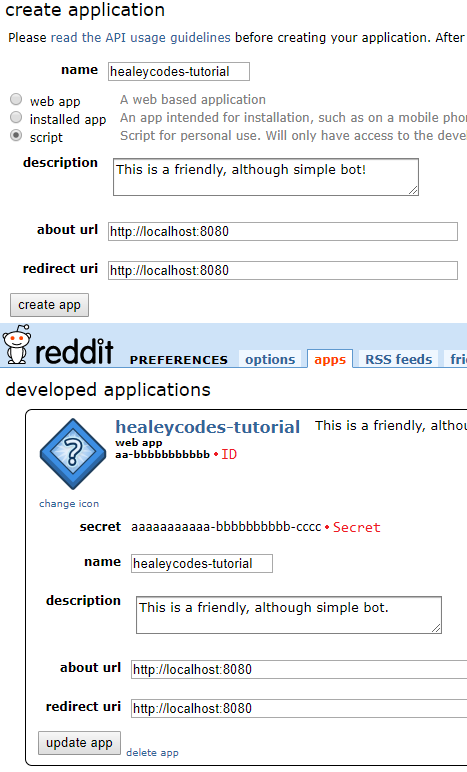 create application
Please read the API usage guidelines before creating your application. After
name healeycodes-tutorial
web app A web based application
installed app An app intended for installation, such as on a mobile pho
script Script for personal use. Will only have access to the deve
description This is a friendly, although simple bot!
about url http://localhost:8080
redirect uri http://localhost:8080
create app
reddit PREFERENCES options apps RSS feeds fri
developed applications
healeycodes-tutorial This is a friendly, althou
web app
aa-bbbbbbbbbbb • ID
change icon
secret aaaaaaaaaaa-bbbbbbbbbb-cccc • Secret
name healeycodes-tutorial
description This is a friendly, although simple bot.
about url http://localhost:8080
redirect uri http://localhost:8080
update app delete app